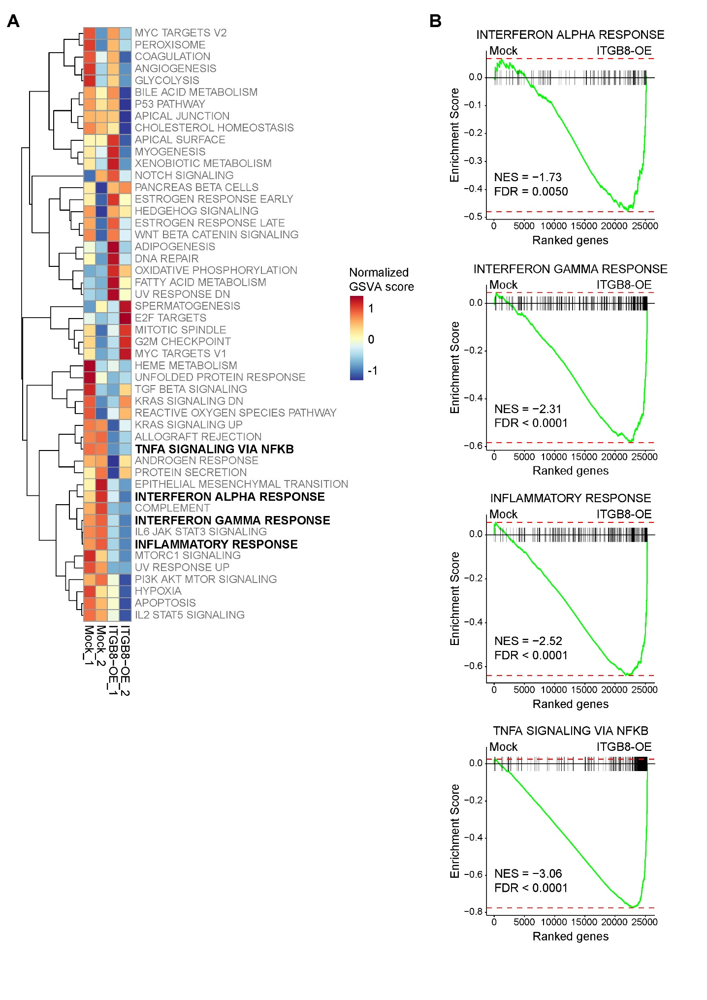 A
MYC TARGETS V2
PEROXISOME
COAGULATION
ANGIOGENESIS
GLYCOLYSIS
BILE ACID METABOLISM
P53 PATHWAY
APICAL JUNCTION
CHOLESTEROL HOMEOSTASIS
APICAL SURFACE
MYOGENESIS
XENOBIOTIC METABOLISM
NOTCH SIGNALING
PANCREAS BETA CELLS
ESTROGEN RESPONSE EARLY
HEDGEHOG SIGNALING
ESTROGEN RESPONSE LATE
WNT BETA CATENIN SIGNALING
ADIPOGENESIS
DNA REPAIR
OXIDATIVE PHOSPHORYLATION
FATTY ACID METABOLISM
UV RESPONSE DN
SPERMATOGENESIS
E2F TARGETS
MITOTIC SPINDLE
G2M CHECKPOINT
MYC TARGETS V1
HEME METABOLISM
UNFOLDED PROTEIN RESPONSE
TGF BETA SIGNALING
KRAS SIGNALING DN
REACTIVE OXYGEN SPECIES PATHWAY
KRAS SIGNALING UP
ALLOGRAFT REJECTION
TNFA SIGNALING VIA NFKB
ANDROGEN RESPONSE
PROTEIN SECRETION
EPITHELIAL MESENCHYMAL TRANSITION
INTERFERON ALPHA RESPONSE
COMPLEMENT
INTERFERON GAMMA RESPONSE
IL6 JAK STAT3 SIGNALING
INFLAMMATORY RESPONSE
MTORC1 SIGNALING
UV RESPONSE UP
PI3K AKT MTOR SIGNALING
HYPOXIA
APOPTOSIS
IL2 STAT5 SIGNALING
Mock_1
Mock_2
ITGB8−OE_1
ITGB8−OE_2
Normalized
GSVA score
1
0
-1
B
INTERFERON ALPHA RESPONSE
Mock ITGB8-OE
0.0
−0.1
−0.2
−0.3
−0.4
−0.5
Enrichment Score
NES = −1.73
FDR = 0.0050
0 5000 10000 15000 20000 25000
Ranked genes
INTERFERON GAMMA RESPONSE
Mock ITGB8-OE
0.0
−0.2
−0.4
−0.6
Enrichment Score
NES = −2.31
FDR < 0.0001
0 5000 10000 15000 20000 25000
Ranked genes
INFLAMMATORY RESPONSE
Mock ITGB8-OE
0.0
−0.2
−0.4
−0.6
Enrichment Score
NES = −2.52
FDR < 0.0001
0 5000 10000 15000 20000 25000
Ranked genes
TNFA SIGNALING VIA NFKB
Mock ITGB8-OE
0.0
−0.2
−0.4
−0.6
−0.8
Enrichment Score
NES = −3.06
FDR < 0.0001
0 5000 10000 15000 20000 25000
Ranked genes